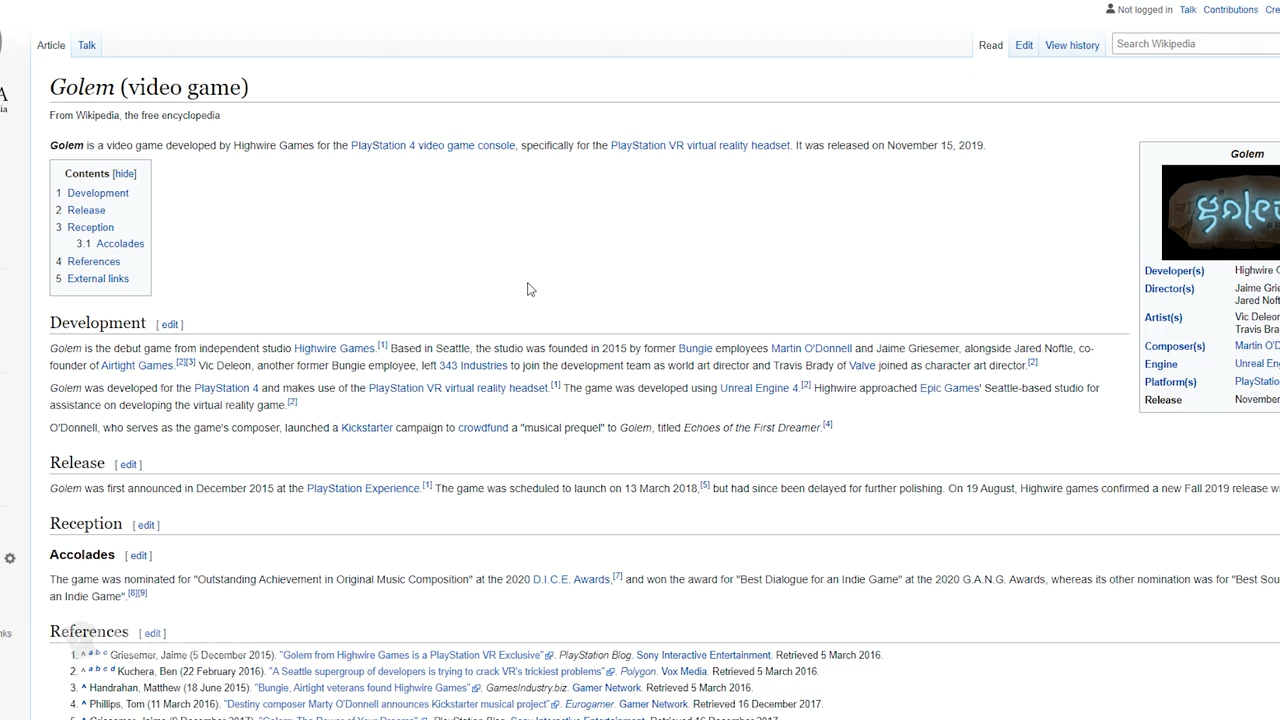 Not logged in Talk Contributions
A
ia
Article Talk Read Edit View history Search Wikipedia
Golem (video game)
From Wikipedia, the free encyclopedia
Golem is a video game developed by Highwire Games for the PlayStation 4 video game console, specifically for the PlayStation VR virtual reality headset. It was released on November 15, 2019.
Contents [hide]
1 Development
2 Release
3 Reception
3.1 Accolades
4 References
5 External links
Golem
golem
Developer(s) Highwire
Director(s) Jaime
Jared
Artist(s) Vic Deleon
Travis
Composer(s) Martin
Engine Unreal
Platform(s)
Release
Development [ edit ]
Golem is the debut game from independent studio Highwire Games.[1] Based in Seattle, the studio was founded in 2015 by former Bungie employees Martin O'Donnell and Jaime Griesemer, alongside Jared Noftle, co-
founder of Airtight Games.[2][3] Vic Deleon, another former Bungie employee, left 343 Industries to join the development team as world art director and Travis Brady of Valve joined as character art director.[2]
Golem was developed for the PlayStation 4 and makes use of the PlayStation VR virtual reality headset.[1] The game was developed using Unreal Engine 4.[2] Highwire approached Epic Games' Seattle-based studio for
assistance on developing the virtual reality game.[2]
O'Donnell, who serves as the game's composer, launched a Kickstarter campaign to crowdfund a "musical prequel" to Golem, titled Echoes of the First Dreamer.[4]
Release [ edit ]
Golem was first announced in December 2015 at the PlayStation Experience.[1] The game was scheduled to launch on 13 March 2018,[5] but had since been delayed for further polishing. On 19 August, Highwire games confirmed a new Fall 2019 release
Reception [ edit ]
Accolades [ edit ]
The game was nominated for "Outstanding Achievement in Original Music Composition" at the 2020 D.I.C.E. Awards,[7] and won the award for "Best Dialogue for an Indie Game" at the 2020 G.A.N.G. Awards, whereas its other nomination was for "Best
an Indie Game".[8][9]
References [ edit ]
nks
1. ^ a b c Griesemer, Jaime (5 December 2015). "Golem from Highwire Games is a PlayStation VR Exclusive". PlayStation Blog. Sony Interactive Entertainment. Retrieved 5 March 2016.
2. ^ a b c d Kuchera, Ben (22 February 2016). "A Seattle supergroup of developers is trying to crack VR's trickiest problems". Polygon. Vox Media. Retrieved 5 March 2016.
3. ^ Handrahan, Matthew (18 June 2015). "Bungie, Airtight veterans found Highwire Games". GamesIndustry.biz. Gamer Network. Retrieved 5 March 2016.
4. ^ Phillips, Tom (11 March 2016). "Destiny composer Marty O'Donnell announces Kickstarter musical project". Eurogamer. Gamer Network. Retrieved 16 December 2017.